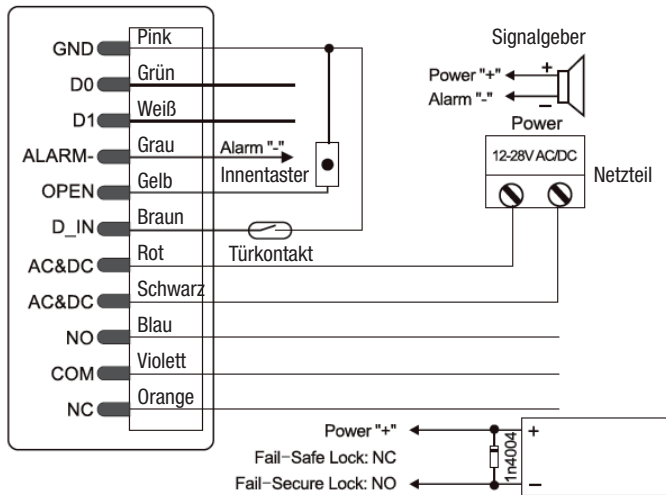 GND Pink
D0 Grün
D1 Weiß
ALARM- Grau Alarm "-"
Innentaster
OPEN Gelb
D_IN Braun
Türkontakt
AC&DC Rot
AC&DC Schwarz
NO Blau
COM Violett
NC Orange
Signalgeber
Power "+" +
Alarm "-" −
Power
12-28V AC/DC
Netzteil
Power "+" +
1n4004
Fail-Safe Lock: NC
Fail-Secure Lock: NO −